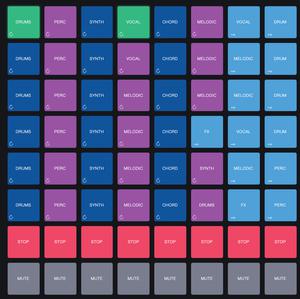 DRUMS PERC SYNTH VOCAL CHORD MELODIC VOCAL DRUM
DRUMS PERC SYNTH VOCAL CHORD MELODIC MELODIC DRUM
DRUMS PERC SYNTH MELODIC CHORD MELODIC MELODIC DRUM
DRUMS PERC SYNTH MELODIC CHORD FX VOCAL DRUM
DRUMS PERC SYNTH MELODIC CHORD SYNTH MELODIC PERC
DRUMS PERC SYNTH MELODIC CHORD DRUMS FX PERC
STOP STOP STOP STOP STOP STOP STOP STOP
MUTE MUTE MUTE MUTE MUTE MUTE MUTE MUTE